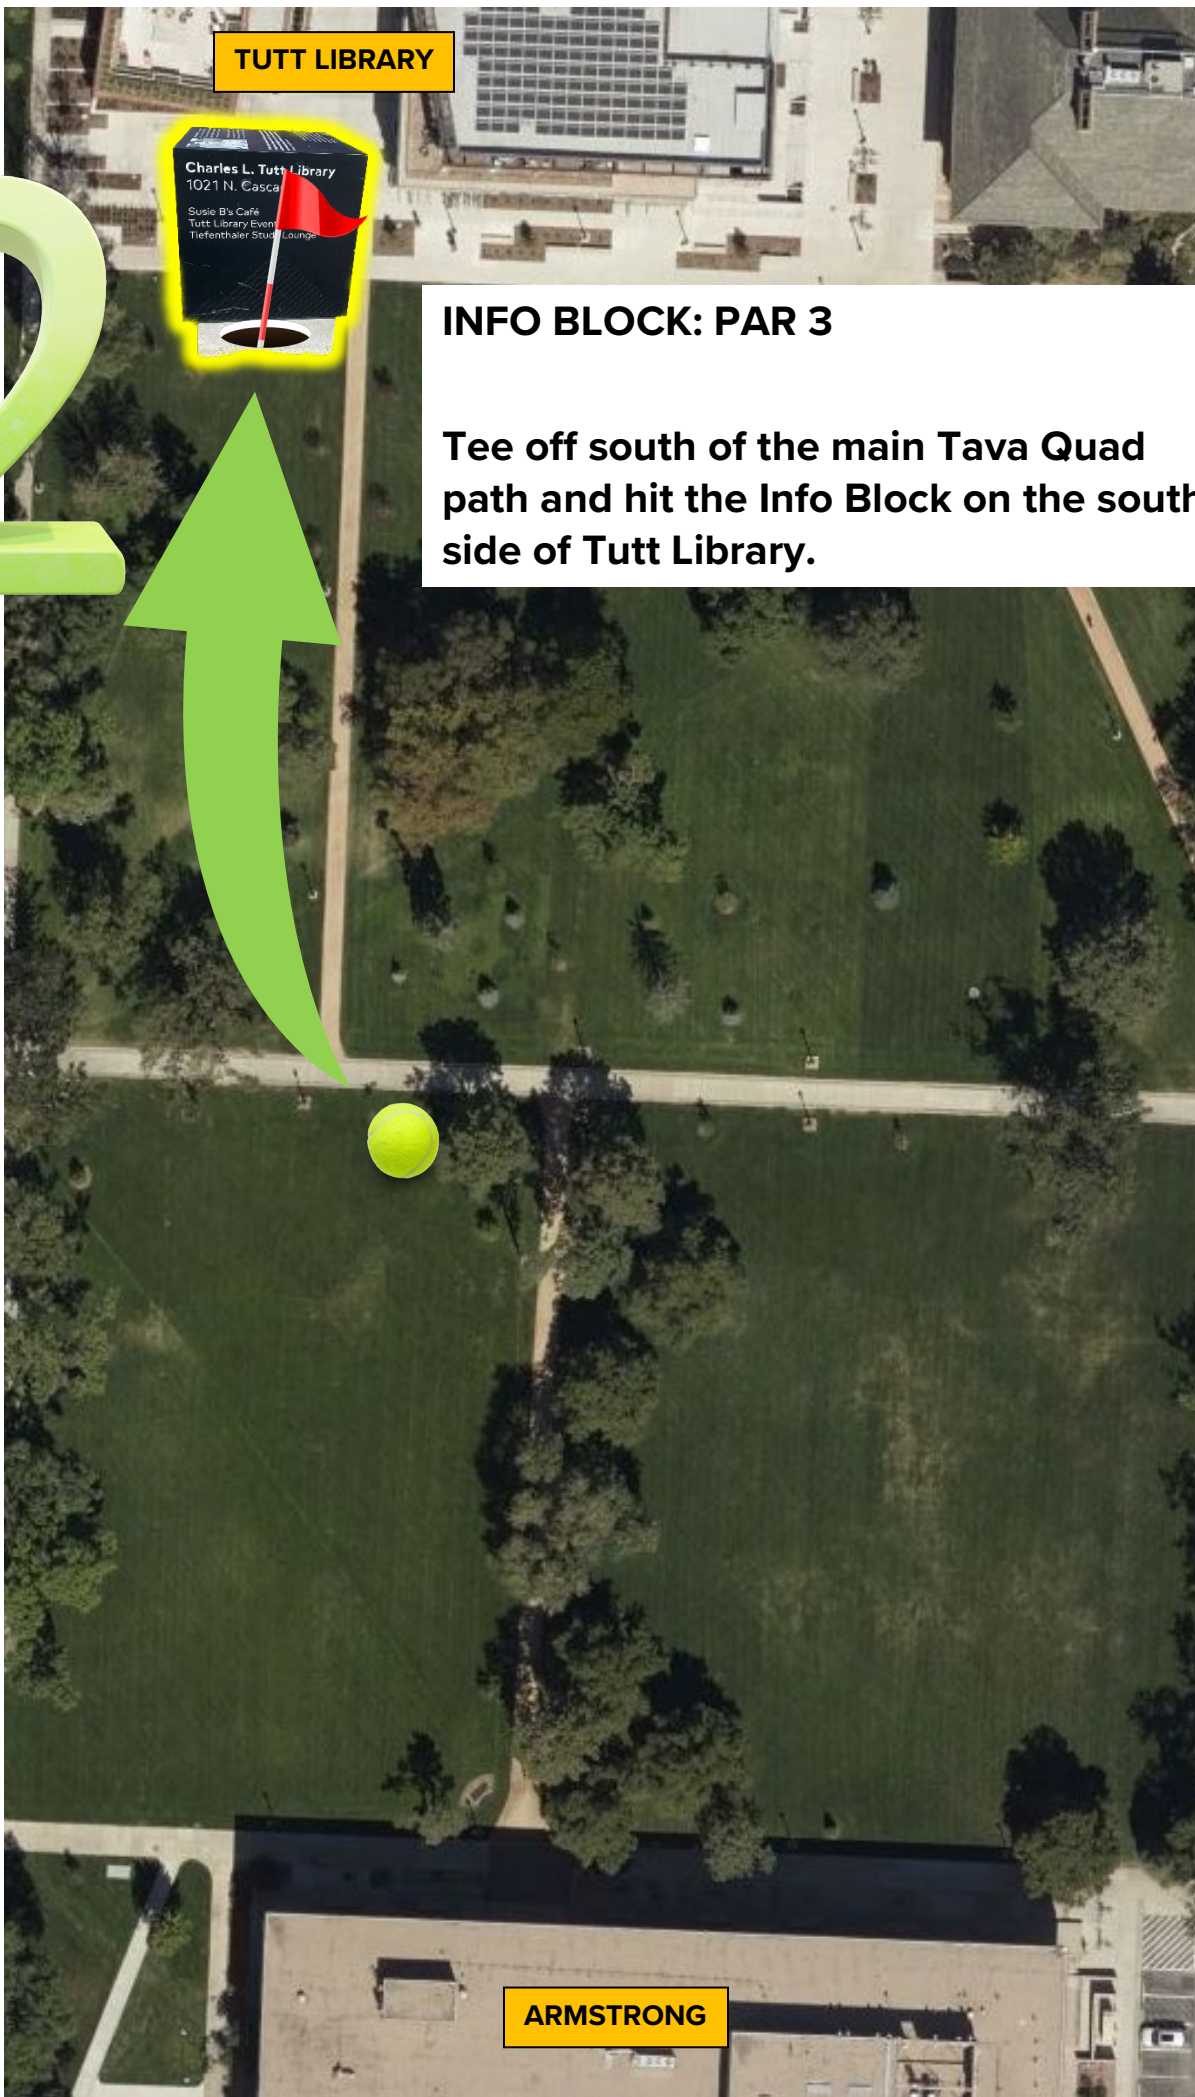 TUTT LIBRARY
Charles L. Tutt Library
1021 N. Casca
Susie B's Café
Tutt Library Event
Tiefenthaler Stud Lounge
2
INFO BLOCK: PAR 3
Tee off south of the main Tava Quad
path and hit the Info Block on the south
side of Tutt Library.
ARMSTRONG